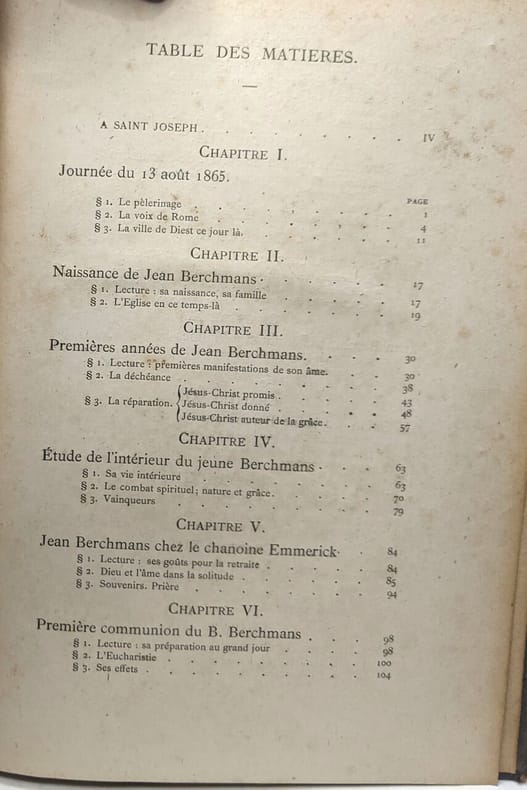 TABLE DES MATIERES.
A SAINT JOSEPH . . . . . . . . IV
CHAPITRE I.
Journée du 13 août 1865.
PAGE
§ 1. Le pèlerinage . . . . . . . 1
§ 2. La voix de Rome . . . . . . 4
§ 3. La ville de Diest ce jour là. . . . . . 11
CHAPITRE II.
Naissance de Jean Berchmans . . . . . 17
§ 1. Lecture : sa naissance, sa famille . . . . 17
§ 2. L'Eglise en ce temps-là . . . . . 19
CHAPITRE III.
Premières années de Jean Berchmans. . . . 30
§ 1. Lecture : premières manifestations de son âme. . . 30
§ 2. La déchéance . . . . . . . 38
§ 3. La réparation. { Jésus-Christ promis . . . . 43
Jésus-Christ donné . . . . 48
Jésus-Christ auteur de la grâce. . . 57
CHAPITRE IV.
Étude de l'intérieur du jeune Berchmans . . . 63
§ 1. Sa vie intérieure . . . . . . 63
§ 2. Le combat spirituel; nature et grâce. . . . 70
§ 3. Vainqueurs . . . . . . . 79
CHAPITRE V.
Jean Berchmans chez le chanoine Emmerick . . 84
§ 1. Lecture : ses goûts pour la retraite . . . . 84
§ 2. Dieu et l'âme dans la solitude . . . . . 85
§ 3. Souvenirs. Prière . . . . . . 94
CHAPITRE VI.
Première communion du B. Berchmans . . . 98
§ 1. Lecture : sa préparation au grand jour . . . . 98
§ 2. L'Eucharistie . . . . . . . 100
§ 3. Ses effets . . . . . . . 104